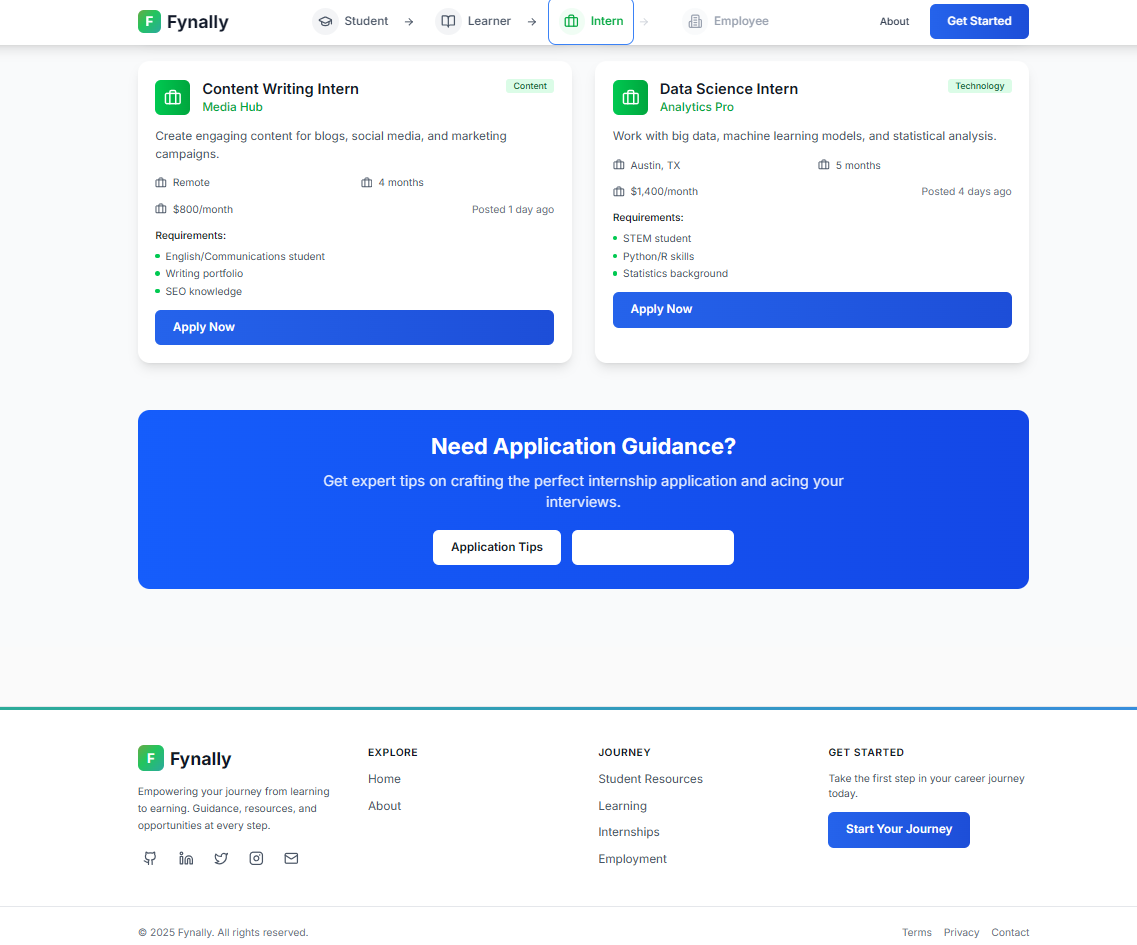 F Fynally
Student → Learner → Intern → Employee
About
Get Started
Content Writing Intern
Content
Media Hub
Create engaging content for blogs, social media, and marketing
campaigns.
Remote
4 months
$800/month
Posted 1 day ago
Requirements:
English/Communications student
Writing portfolio
SEO knowledge
Apply Now
Data Science Intern
Technology
Analytics Pro
Work with big data, machine learning models, and statistical analysis.
Austin, TX
5 months
$1,400/month
Posted 4 days ago
Requirements:
STEM student
Python/R skills
Statistics background
Apply Now
Need Application Guidance?
Get expert tips on crafting the perfect internship application and acing your
interviews.
Application Tips
F Fynally
Empowering your journey from learning
to earning. Guidance, resources, and
opportunities at every step.
EXPLORE
Home
About
JOURNEY
Student Resources
Learning
Internships
Employment
GET STARTED
Take the first step in your career journey
today.
Start Your Journey
© 2025 Fynally. All rights reserved.
Terms
Privacy
Contact